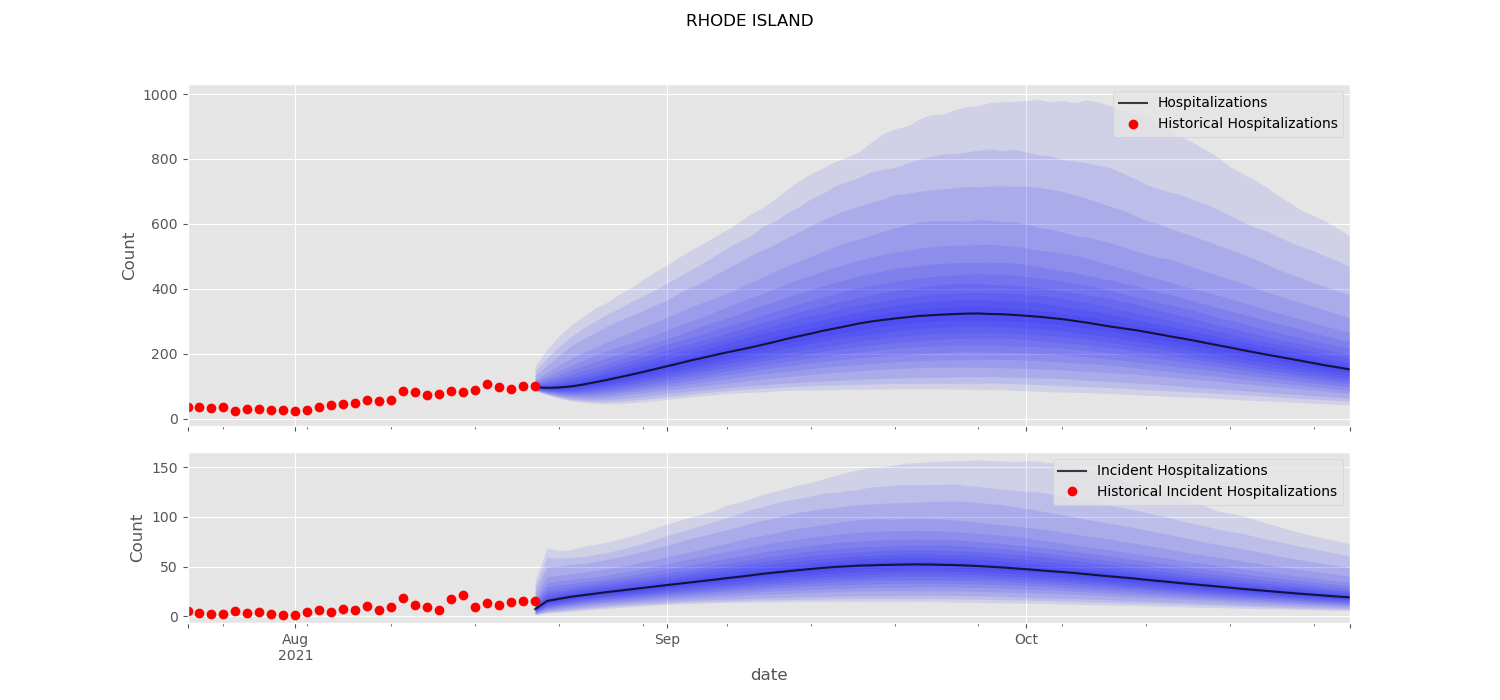 RHODE ISLAND
1000
800
600
400
200
0
Count
Hospitalizations
Historical Hospitalizations
150
100
50
0
Count
Incident Hospitalizations
Historical Incident Hospitalizations
Aug
2021
Sep
Oct
date